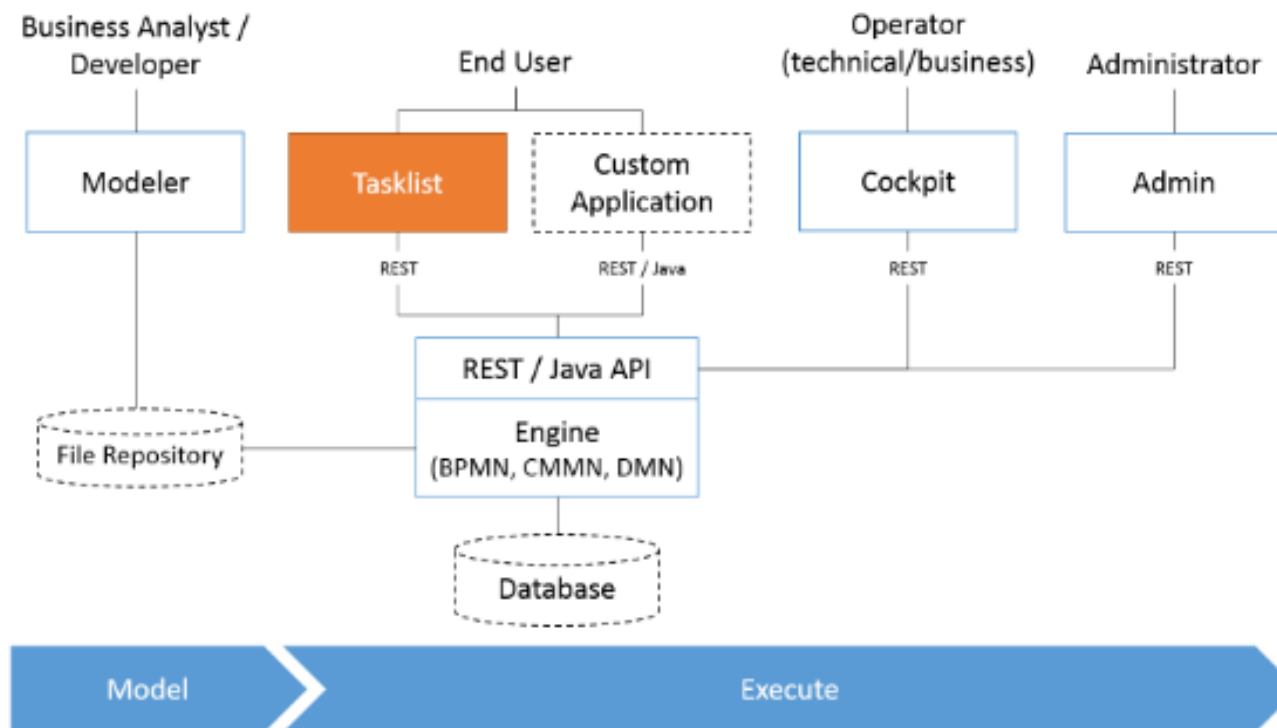 Business Analyst /
Developer
End User
Operator
(technical/business)
Administrator
Modeler
Tasklist
Custom
Application
Cockpit
Admin
REST
REST / Java
REST
REST
REST / Java API
Engine
(BPMN, CMMN, DMN)
File Repository
Database
Model
Execute